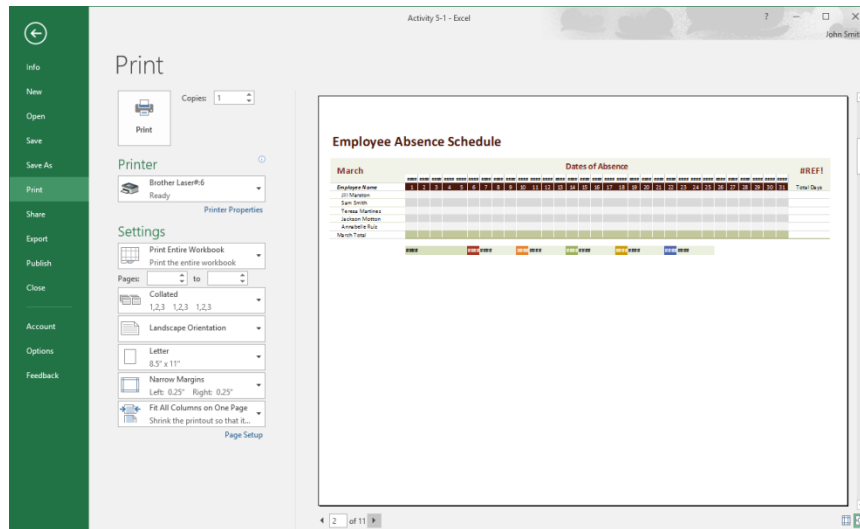 Activity 5-1 - Excel
?
John Smit
Info
New
Open
Save
Save As
Print
Share
Export
Publish
Close
Account
Options
Feedback
Print
Print
Copies: 1
Printer
Brother Laser#:6
Ready
Printer Properties
Settings
Print Entire Workbook
Print the entire workbook
Pages: to
Collated
1,2,3 1,2,3 1,2,3
Landscape Orientation
Letter
8.5" x 11"
Narrow Margins
Left: 0.25" Right: 0.25"
Fit All Columns on One Page
Shrink the printout so that it...
Page Setup
Employee Absence Schedule
March Dates of Absence #REF!
#### #### #### #### #### #### #### #### #### #### #### #### #### #### #### #### #### #### #### #### #### #### #### #### #### #### #### #### #### #### ####
Employee Name 1 2 3 4 5 6 7 8 9 10 11 12 13 14 15 16 17 18 19 20 21 22 23 24 25 26 27 28 29 30 31 Total Days
Jill Marston
Sam Smith
Teresa Martines
Jackson Motton
Annabelle Ruiz
March Total
#### #### #### #### #### #### #### #### #### #### ####
2 of 11